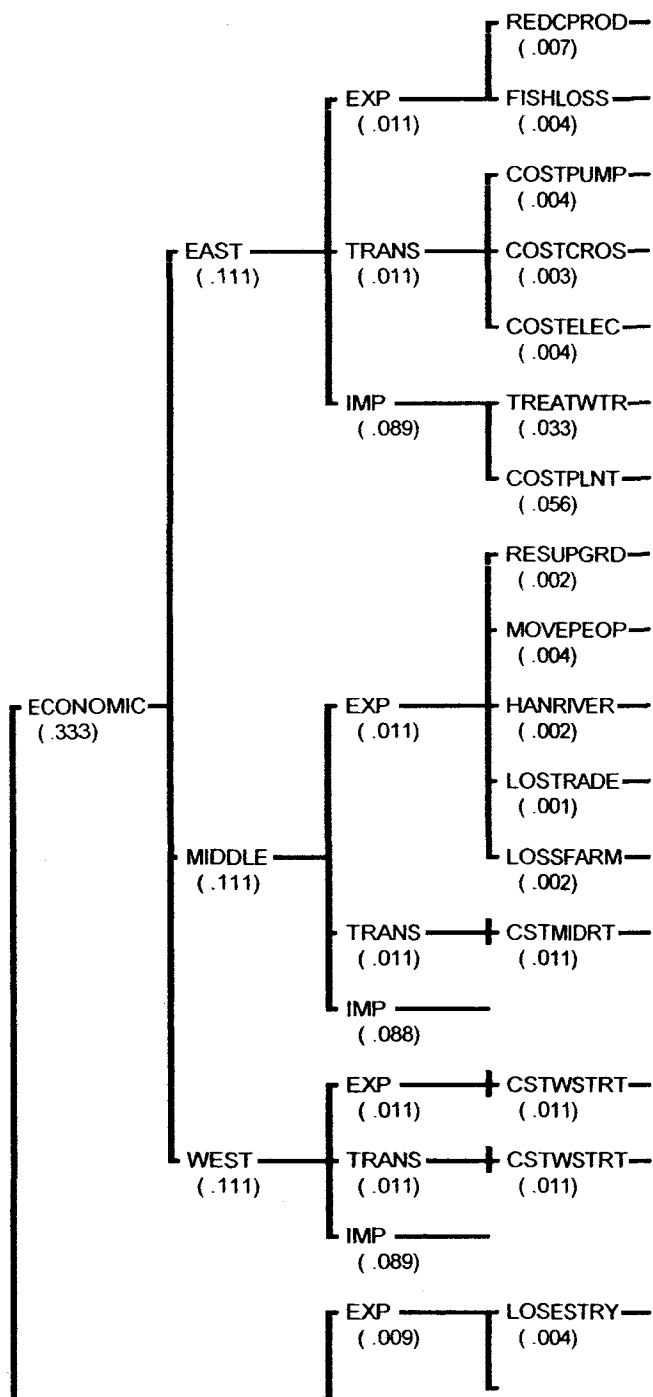 REDCPROD
( .007)
EXP FISHLOSS
( .011) ( .004)
COSTPUMP
( .004)
EAST TRANS COSTCROS
( .111) ( .011) ( .003)
COSTELEC
( .004)
IMP TREATWTR
( .089) ( .033)
COSTPLNT
( .056)
RESUPGRD
( .002)
MOVEPEOP
( .004)
ECONOMIC EXP HANRIVER
( .333) ( .011) ( .002)
LOSTRADE
( .001)
MIDDLE LOSSFARM
( .111) ( .002)
TRANS CSTMIDRT
( .011) ( .011)
IMP
( .088)
EXP CSTWSTRT
( .011) ( .011)
WEST TRANS CSTWSTRT
( .111) ( .011) ( .011)
IMP
( .089)
EXP LOSESTRY
( .009) ( .004)